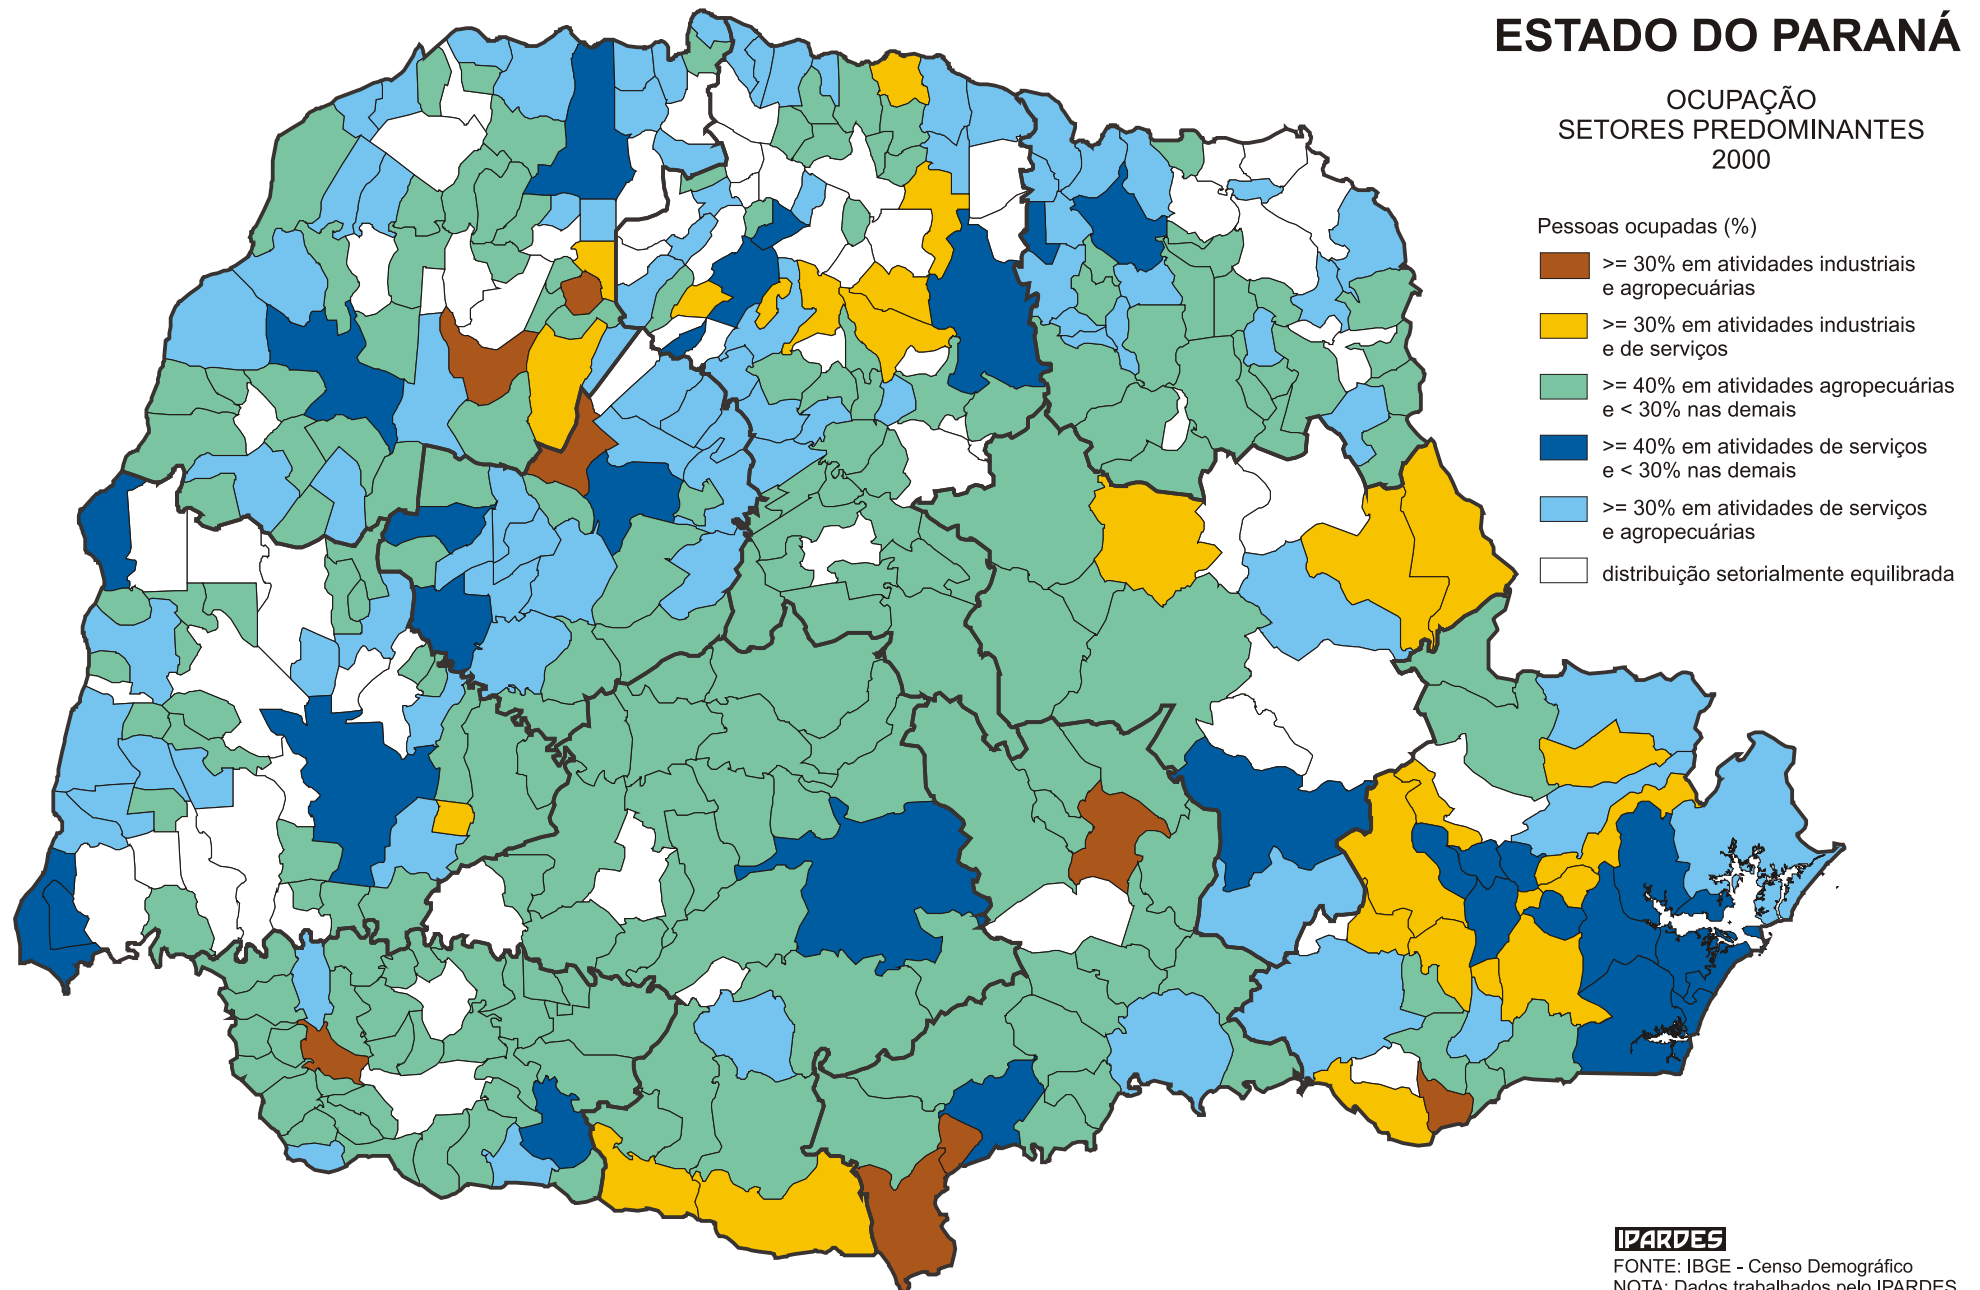 ESTADO DO PARANÁ
OCUPAÇÃO
SETORES PREDOMINANTES
2000
Pessoas ocupadas (%)
>= 30% em atividades industriais
e agropecuárias
>= 30% em atividades industriais
e de serviços
>= 40% em atividades agropecuárias
e < 30% nas demais
>= 40% em atividades de serviços
e < 30% nas demais
>= 30% em atividades de serviços
e agropecuárias
distribuição setorialmente equilibrada
IPARDES
FONTE: IBGE - Censo Demográfico
NOTA: Dados trabalhados pelo IPARDES